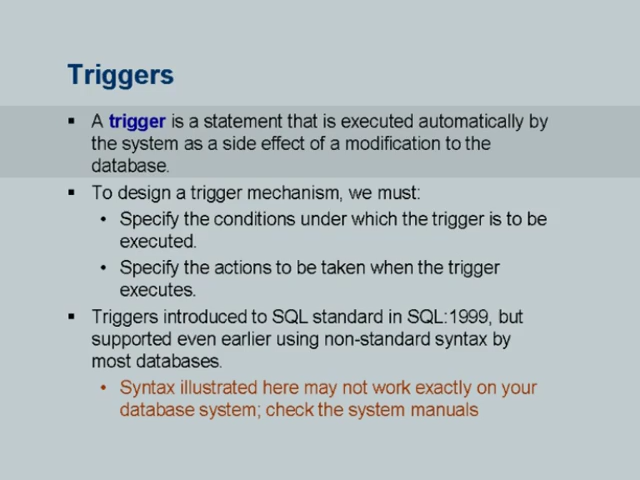 Triggers
▪ A trigger is a statement that is executed automatically by
the system as a side effect of a modification to the
database.
▪ To design a trigger mechanism, we must:
• Specify the conditions under which the trigger is to be
executed.
• Specify the actions to be taken when the trigger
executes.
▪ Triggers introduced to SQL standard in SQL:1999, but
supported even earlier using non-standard syntax by
most databases.
• Syntax illustrated here may not work exactly on your
database system; check the system manuals